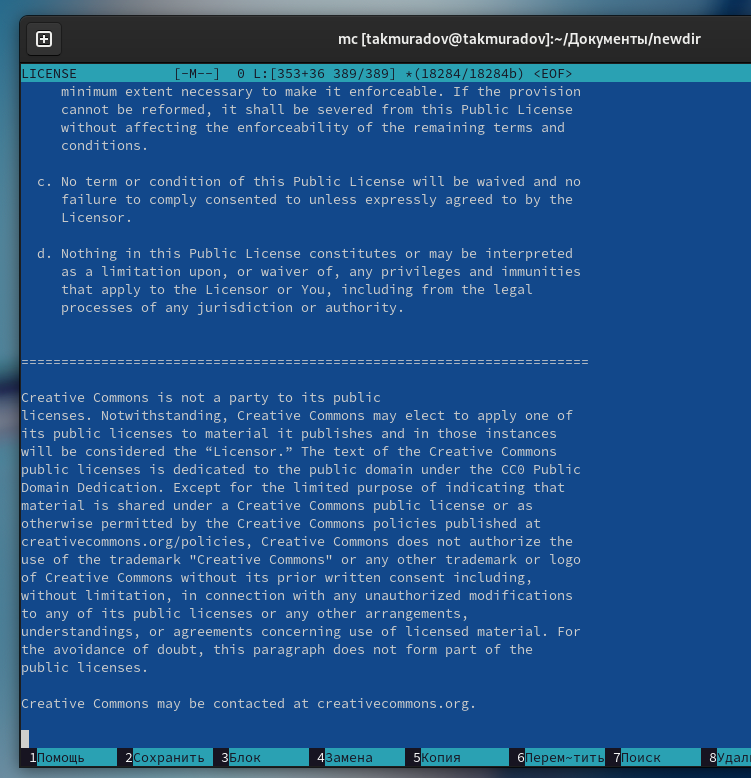 mc [takmuradov@takmuradov]:~/Документы/newdir
LICENSE [-M--] 0 L:[353+36 389/389] *(18284/18284b) <EOF>
minimum extent necessary to make it enforceable. If the provision
cannot be reformed, it shall be severed from this Public License
without affecting the enforceability of the remaining terms and
conditions.
c. No term or condition of this Public License will be waived and no
failure to comply consented to unless expressly agreed to by the
Licensor.
d. Nothing in this Public License constitutes or may be interpreted
as a limitation upon, or waiver of, any privileges and immunities
that apply to the Licensor or You, including from the legal
processes of any jurisdiction or authority.
=======================================================================
Creative Commons is not a party to its public
licenses. Notwithstanding, Creative Commons may elect to apply one of
its public licenses to material it publishes and in those instances
will be considered the “Licensor.” The text of the Creative Commons
public licenses is dedicated to the public domain under the CC0 Public
Domain Dedication. Except for the limited purpose of indicating that
material is shared under a Creative Commons public license or as
otherwise permitted by the Creative Commons policies published at
creativecommons.org/policies, Creative Commons does not authorize the
use of the trademark "Creative Commons" or any other trademark or logo
of Creative Commons without its prior written consent including,
without limitation, in connection with any unauthorized modifications
to any of its public licenses or any other arrangements,
understandings, or agreements concerning use of licensed material. For
the avoidance of doubt, this paragraph does not form part of the
public licenses.
Creative Commons may be contacted at creativecommons.org.
1Помощь 2Сохранить 3Блок 4Замена 5Копия 6Перем~тить 7Поиск 8